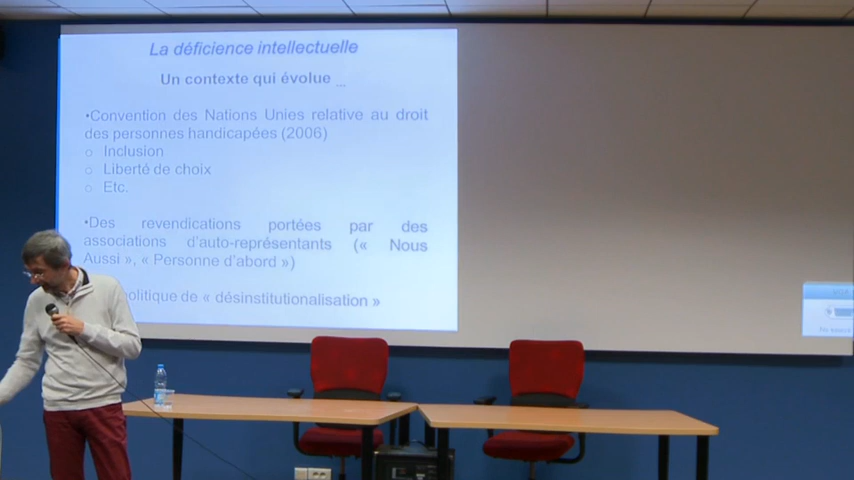 La déficience intellectuelle
Un contexte qui évoluE ...
•Convention des Nations Unies relative au droit
des personnes handicapées (2006)
o Inclusion
o Liberté de choix
o Etc.
•Des revendications portées par des
associations d'auto-représentants (« Nous
Aussi », « Personne d'abord »)
politique de « désinstitutionalisation »